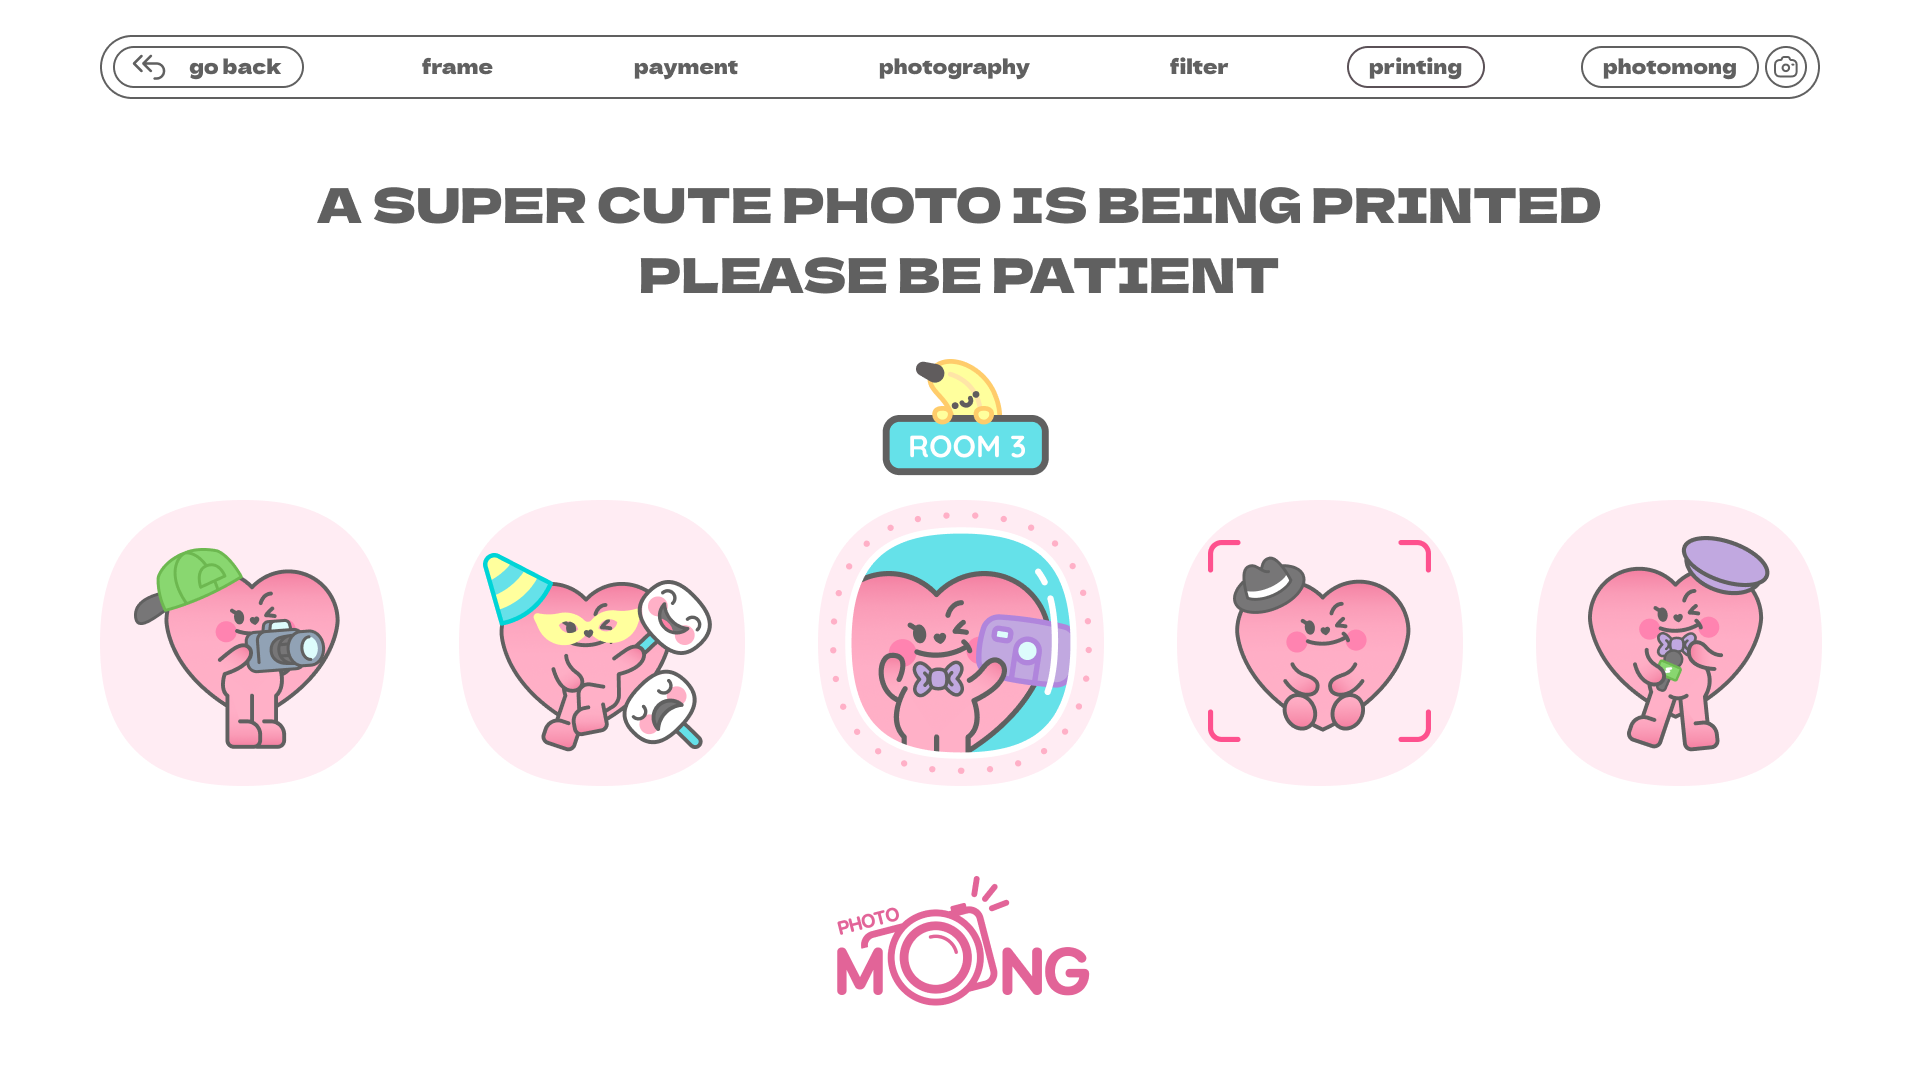 go back
frame
payment
photography
filter
printing
photomong
A SUPER CUTE PHOTO IS BEING PRINTED
PLEASE BE PATIENT
ROOM 3
PHOTO
MONG